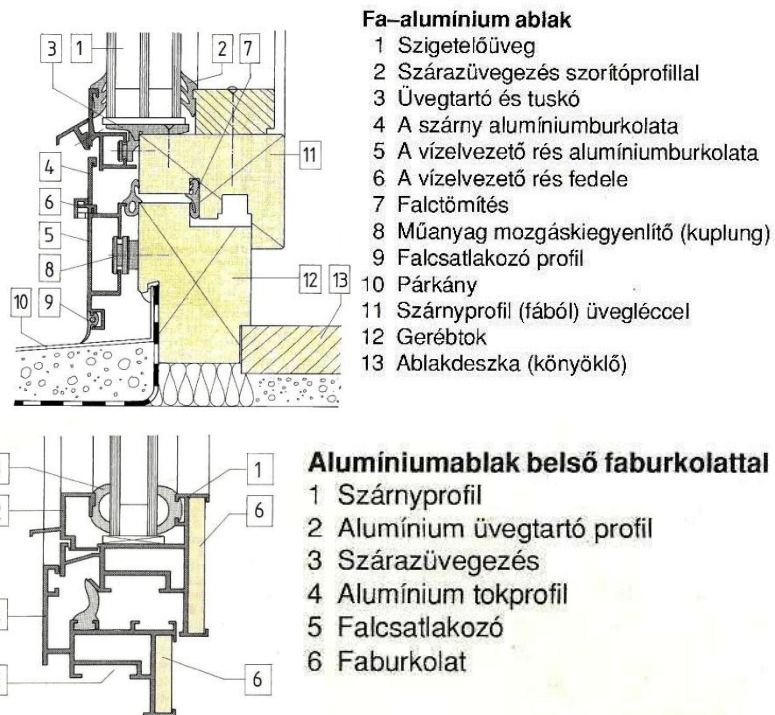 3 1 2 7
4
6
5
8
10 9
11
12
13
Fa–alumínium ablak
1 Szigetelőüveg
2 Szárazüvegezés szorítóprofillal
3 Üvegtartó és tuskó
4 A szárny alumíniumburkolata
5 A vízelvezető rés alumíniumburkolata
6 A vízelvezető rés fedele
7 Falctömítés
8 Műanyag mozgáskiegyenlítő (kuplung)
9 Falcsatlakozó profil
10 Párkány
11 Szárnyprofil (fából) üvegléccel
12 Gerébtok
13 Ablakdeszka (könyöklő)
1
6
6
Alumíniumablak belső faburkolattal
1 Szárnyprofil
2 Alumínium üvegtartó profil
3 Szárazüvegezés
4 Alumínium tokprofil
5 Falcsatlakozó
6 Faburkolat